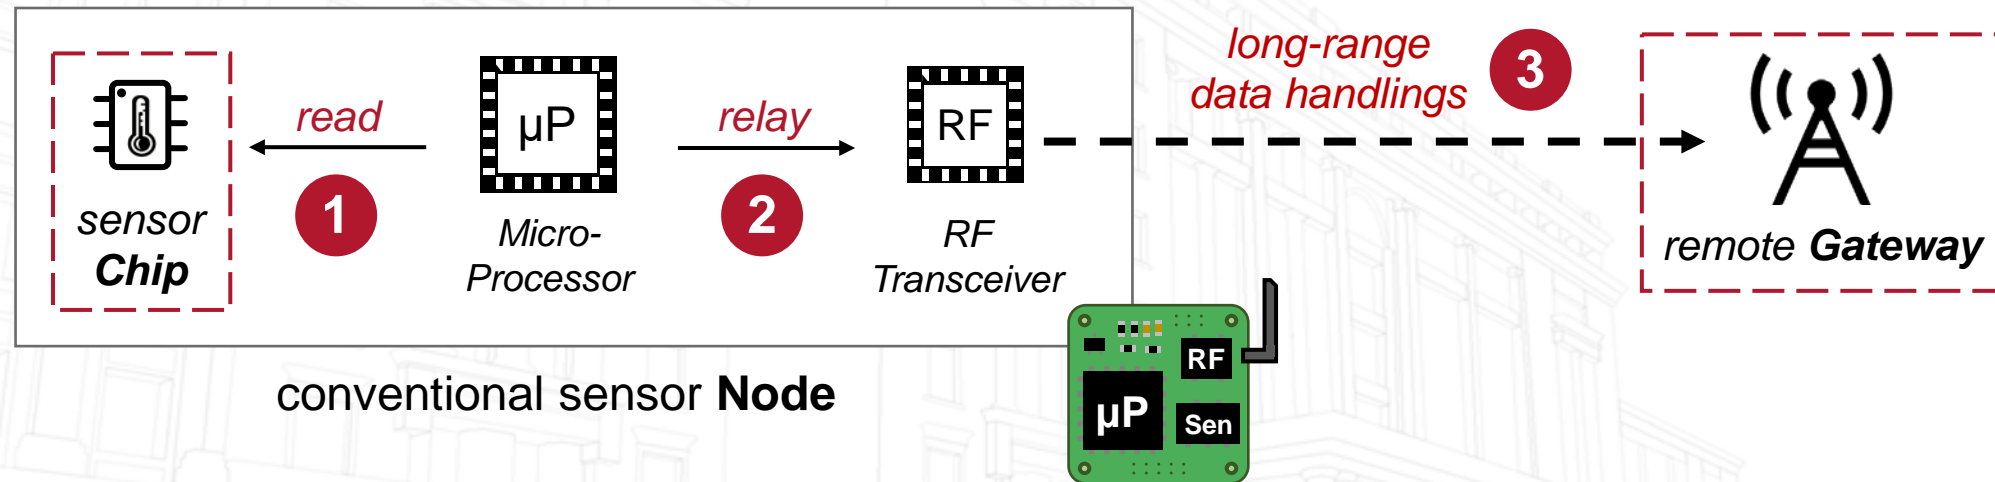 sensor
Chip
read
1
µP
Micro-
Processor
relay
2
RF
RF
Transceiver
long-range
data handlings
3
remote Gateway
conventional sensor Node
RF
µP
Sen